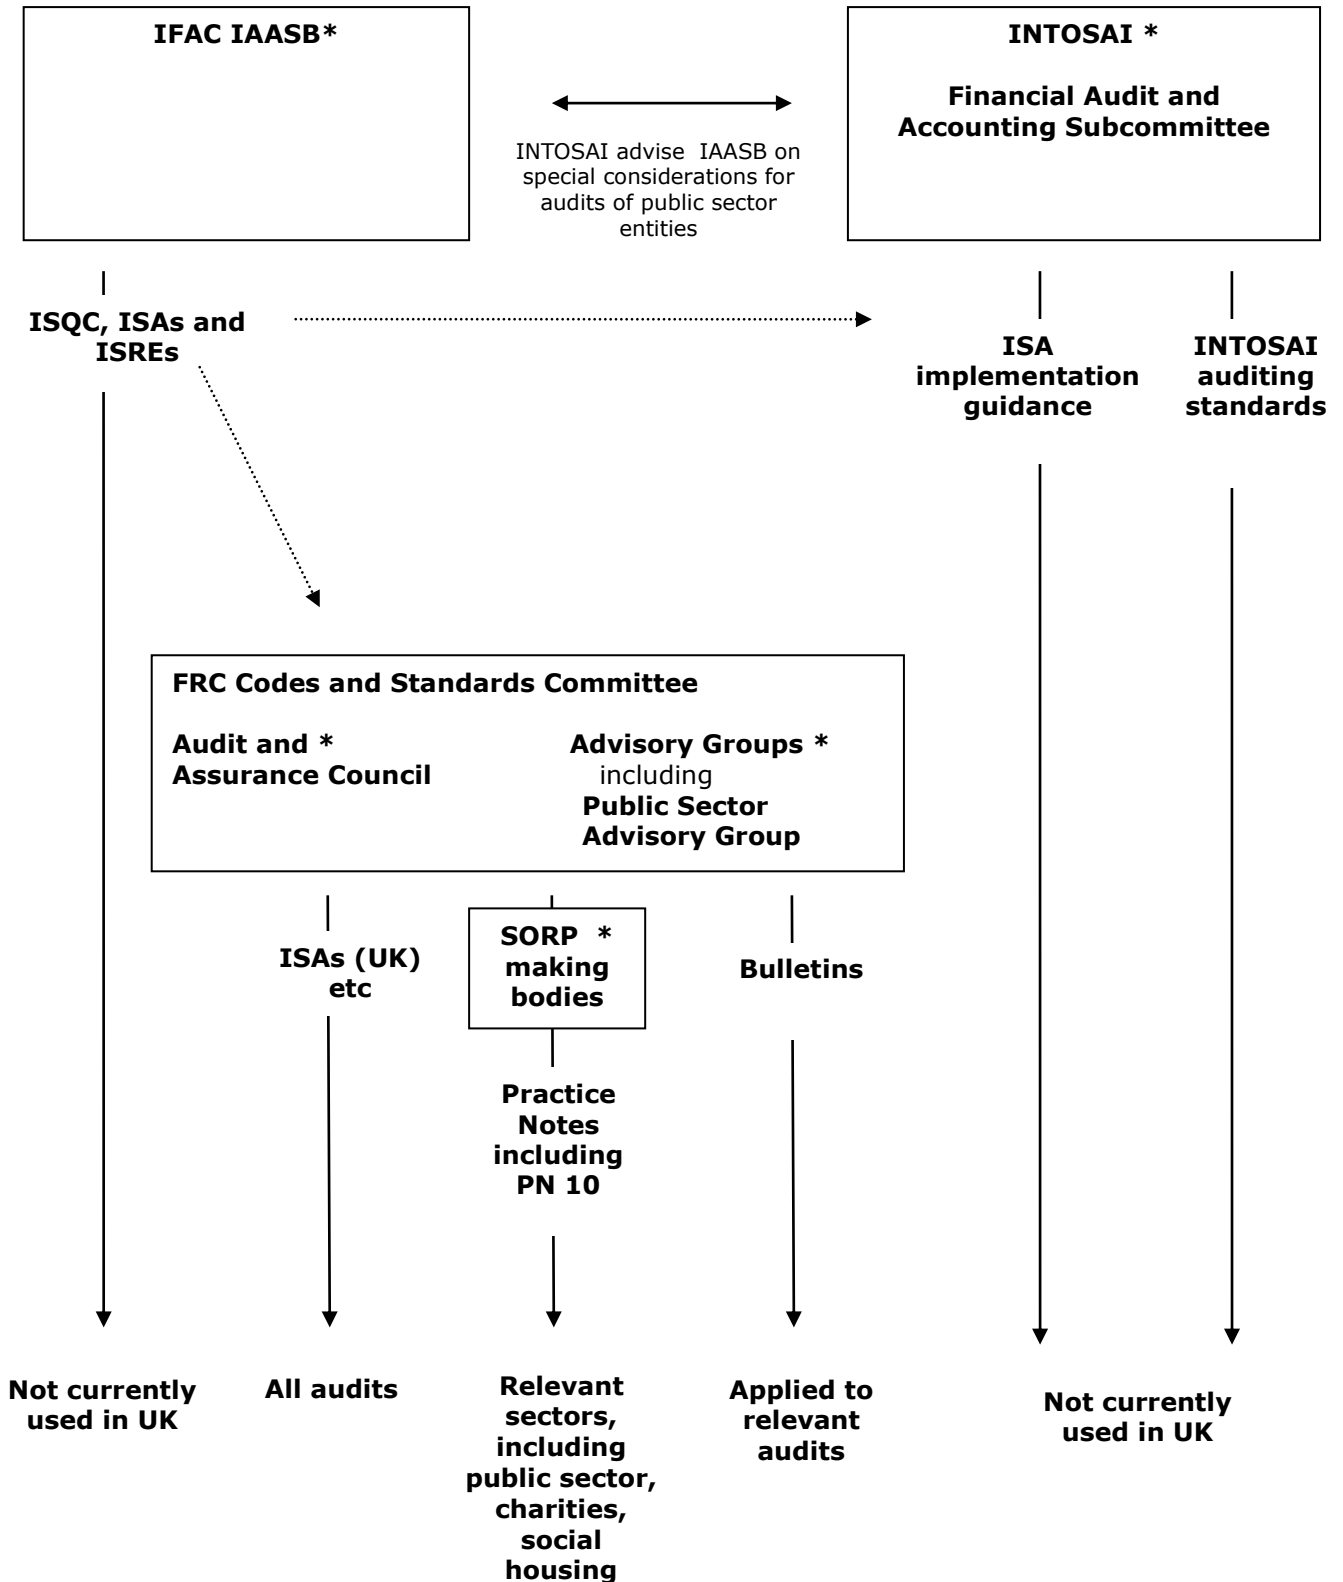 IFAC IAASB*
INTOSAI *
Financial Audit and
Accounting Subcommittee
INTOSAI advise IAASB on
special considerations for
audits of public sector
entities
ISQC, ISAs and
ISREs
ISA
implementation
guidance
INTOSAI
auditing
standards
FRC Codes and Standards Committee
Audit and *
Assurance Council
Advisory Groups *
including
Public Sector
Advisory Group
ISAs (UK)
etc
SORP *
making
bodies
Bulletins
Practice
Notes
including
PN 10
Not currently
used in UK
All audits
Relevant
sectors,
including
public sector,
charities,
social
housing
Applied to
relevant
audits
Not currently
used in UK